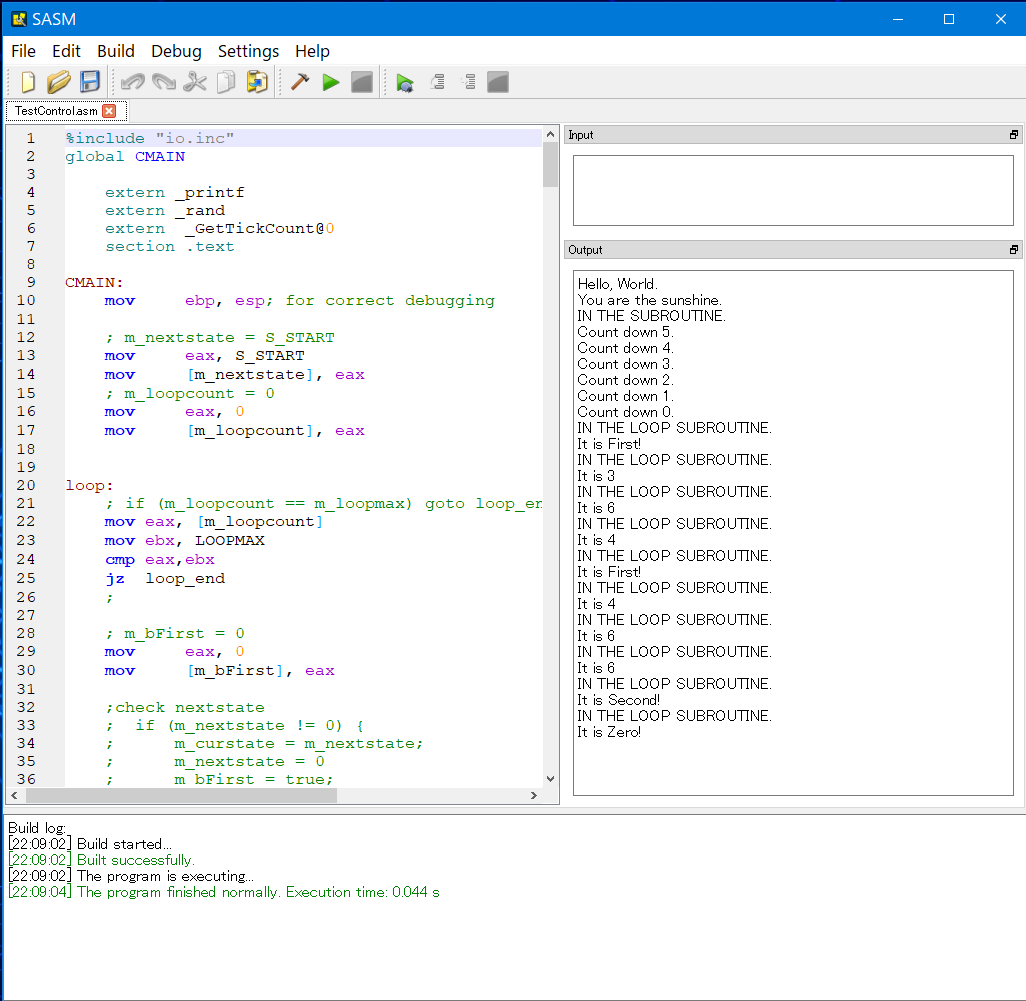 SASM
File Edit Build Debug Settings Help
TestControl.asm
1 %include "io.inc"
2 global CMAIN
3
4 extern _printf
5 extern _rand
6 extern _GetTickCount@0
7 section .text
8
9 CMAIN:
10 mov ebp, esp; for correct debugging
11
12 ; m_nextstate = S_START
13 mov eax, S_START
14 mov [m_nextstate], eax
15 ; m_loopcount = 0
16 mov eax, 0
17 mov [m_loopcount], eax
18
19
20 loop:
21 ; if (m_loopcount == m_loopmax) goto loop_en
22 mov eax, [m_loopcount]
23 mov ebx, LOOPMAX
24 cmp eax,ebx
25 jz loop_end
26 ;
27
28 ; m_bFirst = 0
29 mov eax, 0
30 mov [m_bFirst], eax
31
32 ;check nextstate
33 ; if (m_nextstate != 0) {
34 ; m_curstate = m_nextstate;
35 ; m_nextstate = 0
36 ; m_bFirst = true;
Input
Output
Hello, World.
You are the sunshine.
IN THE SUBROUTINE.
Count down 5.
Count down 4.
Count down 3.
Count down 2.
Count down 1.
Count down 0.
IN THE LOOP SUBROUTINE.
It is First!
IN THE LOOP SUBROUTINE.
It is 3
IN THE LOOP SUBROUTINE.
It is 6
IN THE LOOP SUBROUTINE.
It is 4
IN THE LOOP SUBROUTINE.
It is First!
IN THE LOOP SUBROUTINE.
It is 4
IN THE LOOP SUBROUTINE.
It is 6
IN THE LOOP SUBROUTINE.
It is 6
IN THE LOOP SUBROUTINE.
It is Second!
IN THE LOOP SUBROUTINE.
It is Zero!
Build log:
[22:09:02] Build started...
[22:09:02] Built successfully.
[22:09:02] The program is executing...
[22:09:04] The program finished normally. Execution time: 0.044 s